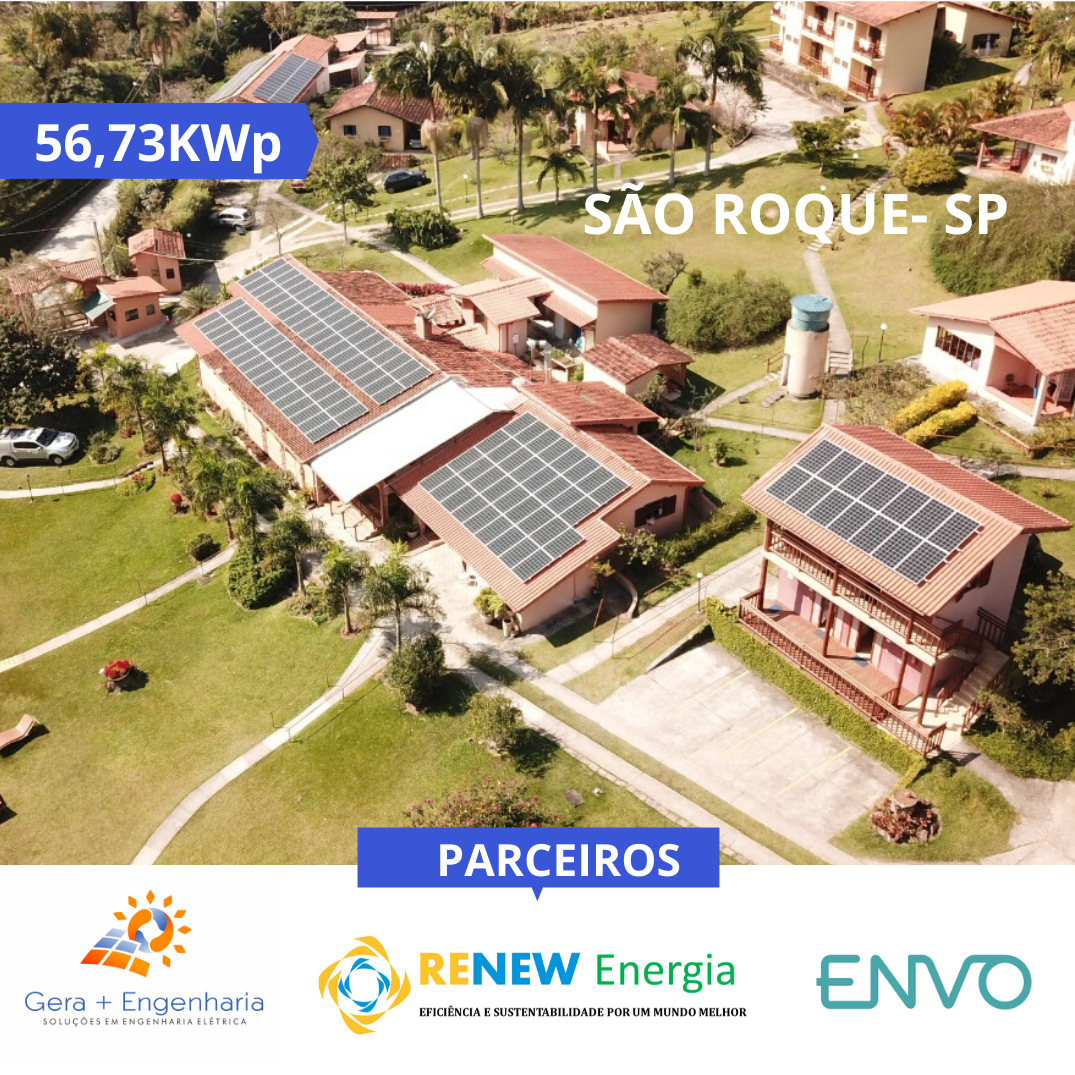 56,73KWp
SÃO ROQUE- SP
PARCEIROS
Gera + Engenharia
SOLUÇÕES EM ENGENHARIA ELÉTRICA
RENEW Energia
EFICIÊNCIA E SUSTENTABILIDADE POR UM MUNDO MELHOR
ENVO